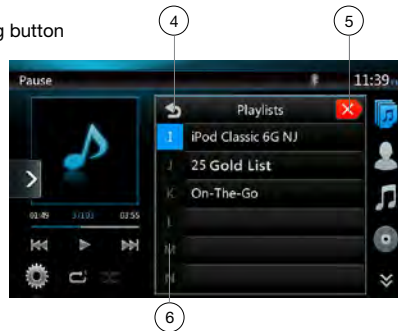 4
5
g button
Pause
11:39
Playlists
I
iPod Classic 6G NJ
J
25 Gold List
K
On-The-Go
L
01:49
3/103
03:55
M
N
6